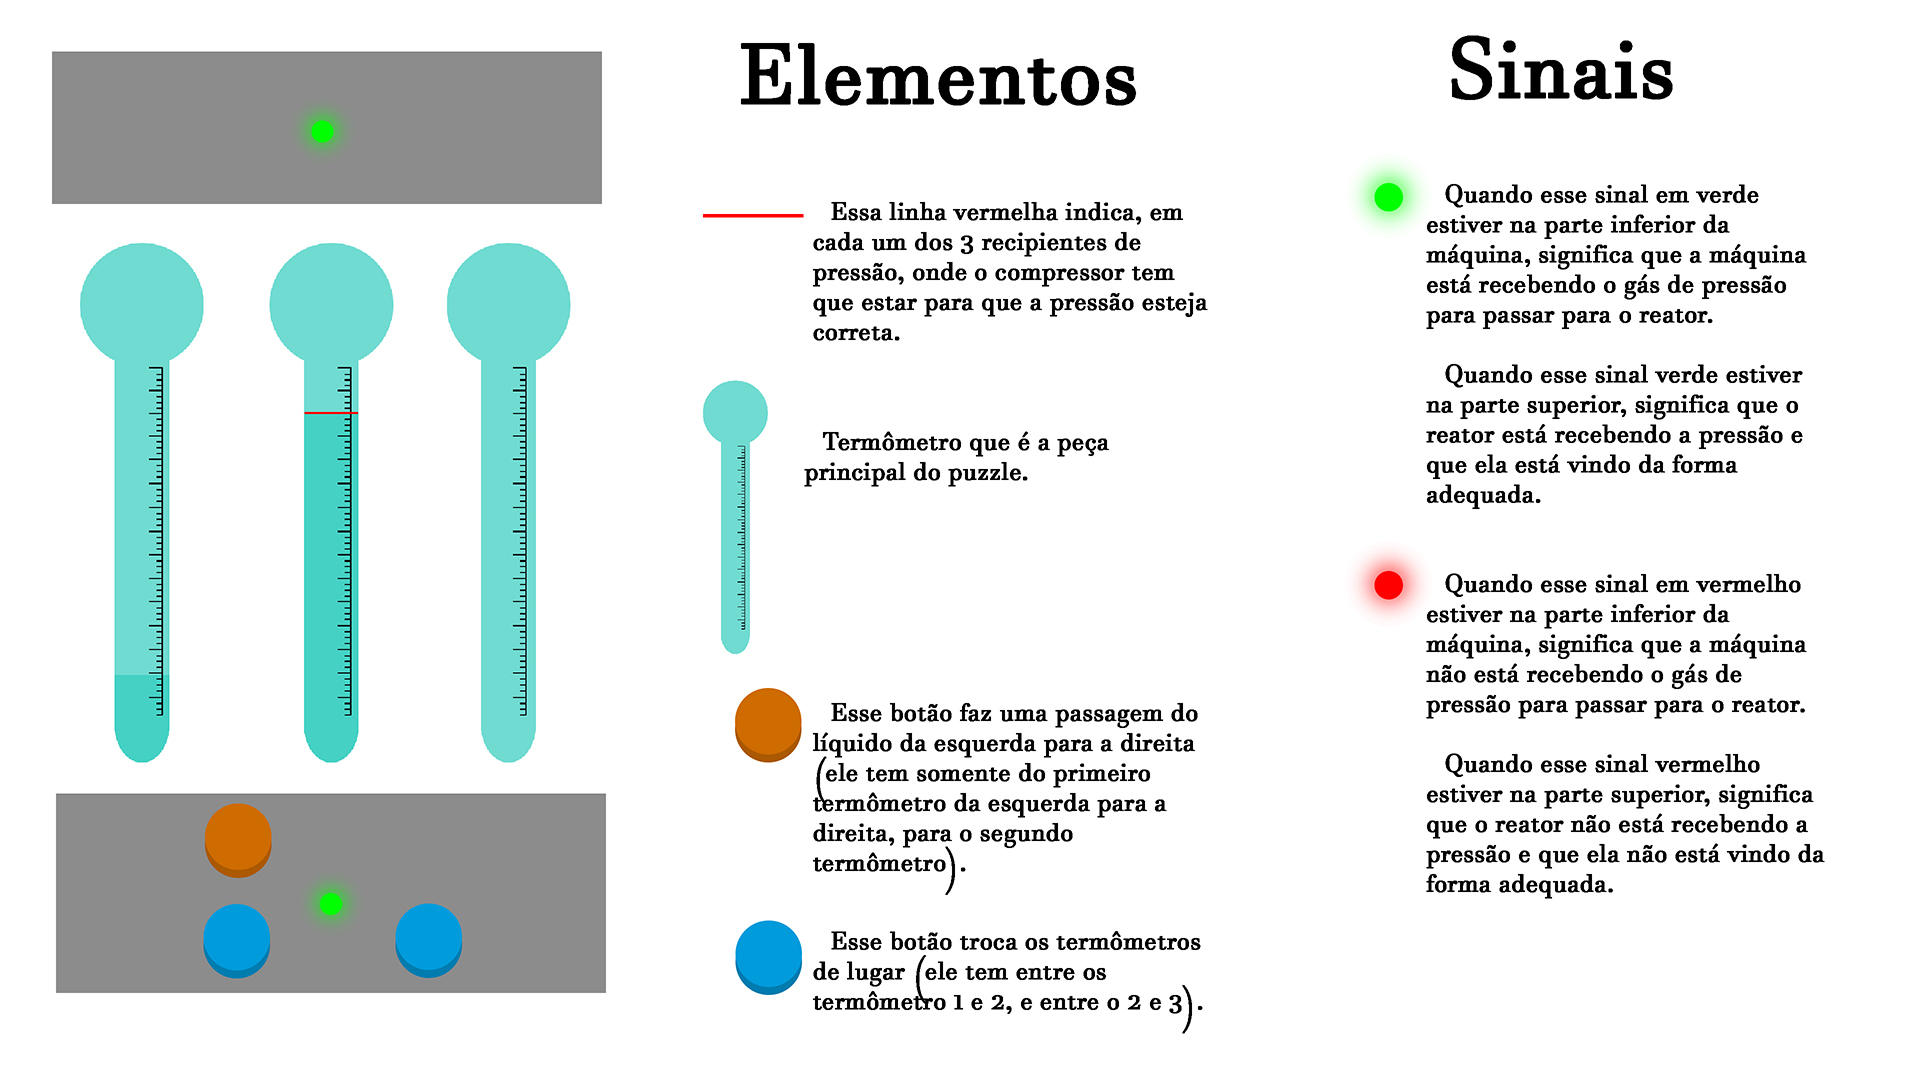 Elementos
Essa linha vermelha indica, em
cada um dos 3 recipientes de
pressão, onde o compressor tem
que estar para que a pressão esteja
correta.
Termômetro que é a peça
principal do puzzle.
Esse botão faz uma passagem do
líquido da esquerda para a direita
(ele tem somente do primeiro
termômetro da esquerda para a
direita, para o segundo
termômetro).
Esse botão troca os termômetros
de lugar (ele tem entre os
termômetro 1 e 2, e entre o 2 e 3).
Sinais
Quando esse sinal em verde
estiver na parte inferior da
máquina, significa que a máquina
está recebendo o gás de pressão
para passar para o reator.
Quando esse sinal verde estiver
na parte superior, significa que o
reator está recebendo a pressão e
que ela está vindo da forma
adequada.
Quando esse sinal em vermelho
estiver na parte inferior da
máquina, significa que a máquina
não está recebendo o gás de
pressão para passar para o reator.
Quando esse sinal vermelho
estiver na parte superior, significa
que o reator não está recebendo a
pressão e que ela não está vindo da
forma adequada.